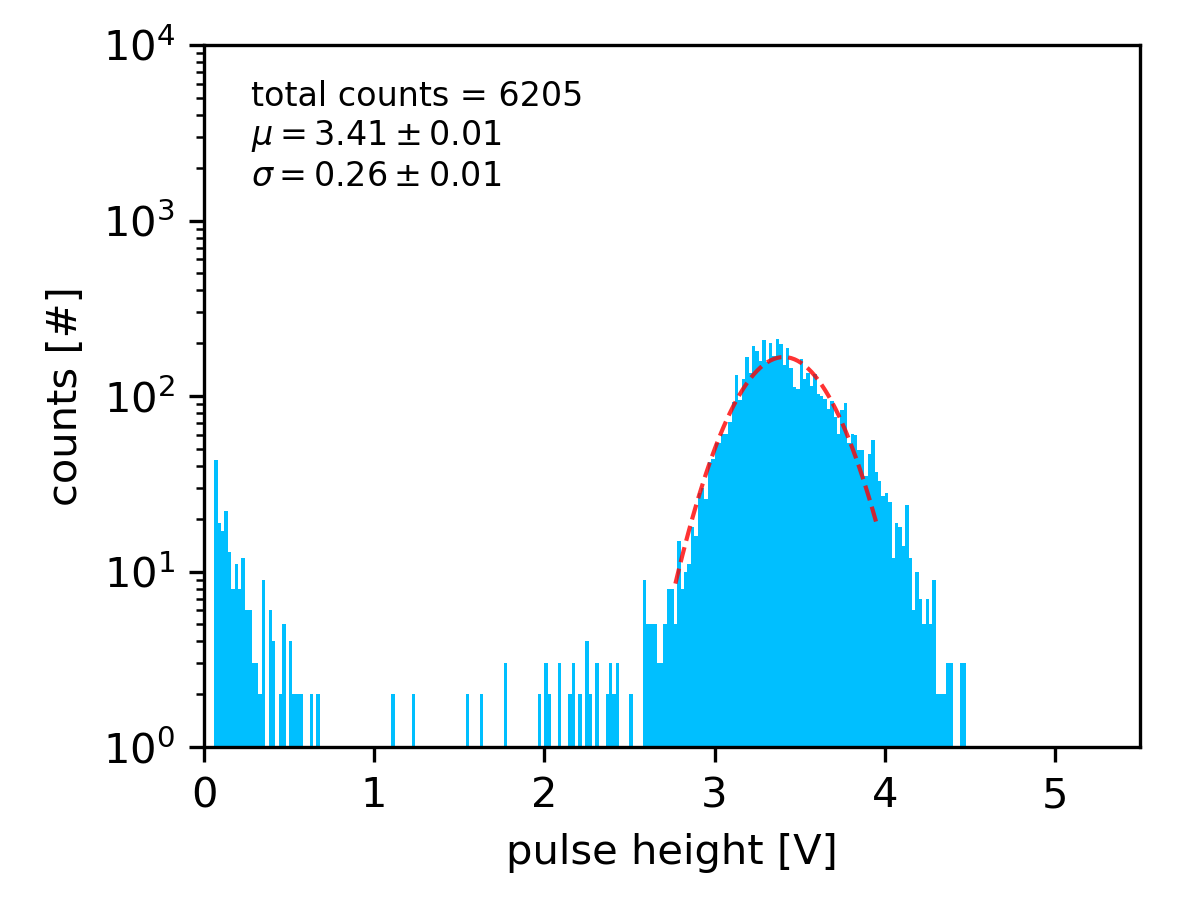 total counts = 6205
μ = 3.41 ± 0.01
σ = 0.26 ± 0.01
10⁴
10³
10²
10¹
10⁰
counts [#]
0 1 2 3 4 5
pulse height [V]